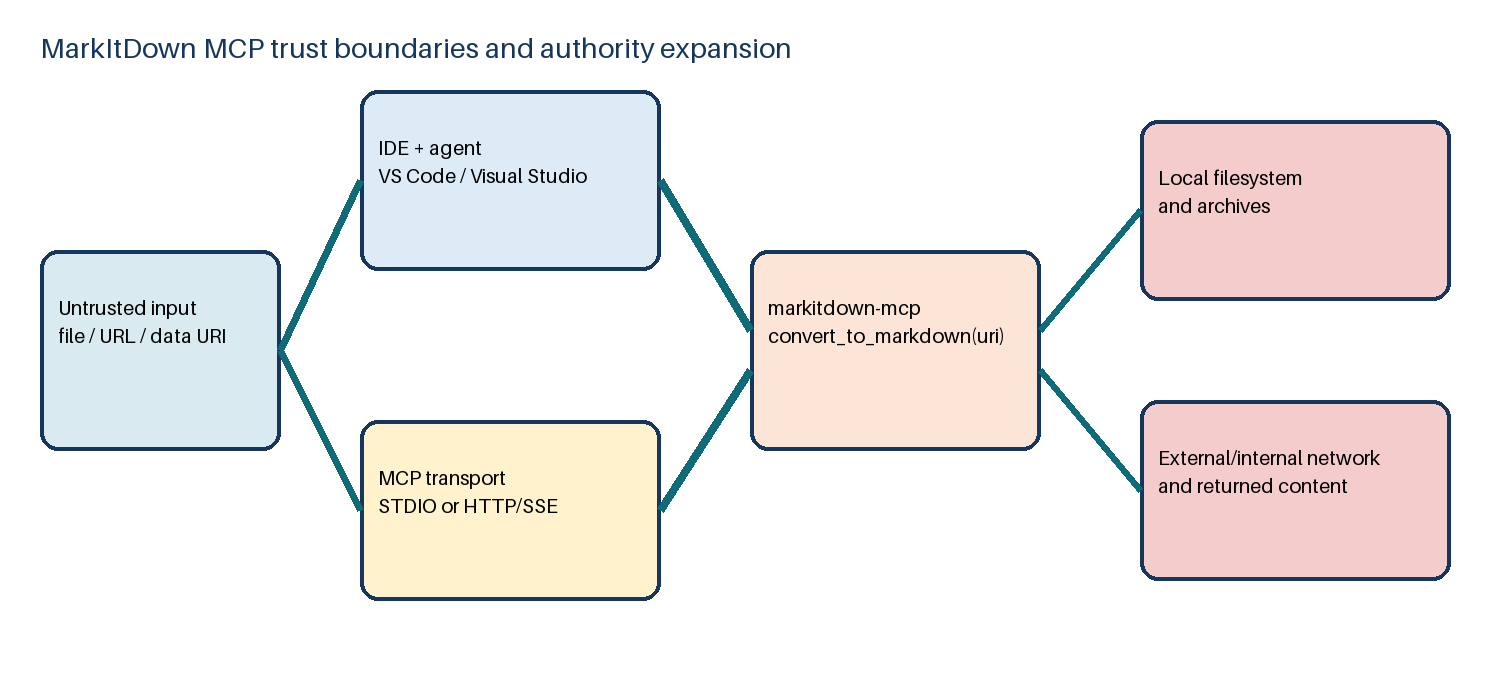 MarkItDown MCP trust boundaries and authority expansion
IDE + agent
VS Code / Visual Studio
Local filesystem
and archives
Untrusted input
file / URL / data URI
markitdown-mcp
convert_to_markdown(uri)
MCP transport
STDIO or HTTP/SSE
External/internal network
and returned content